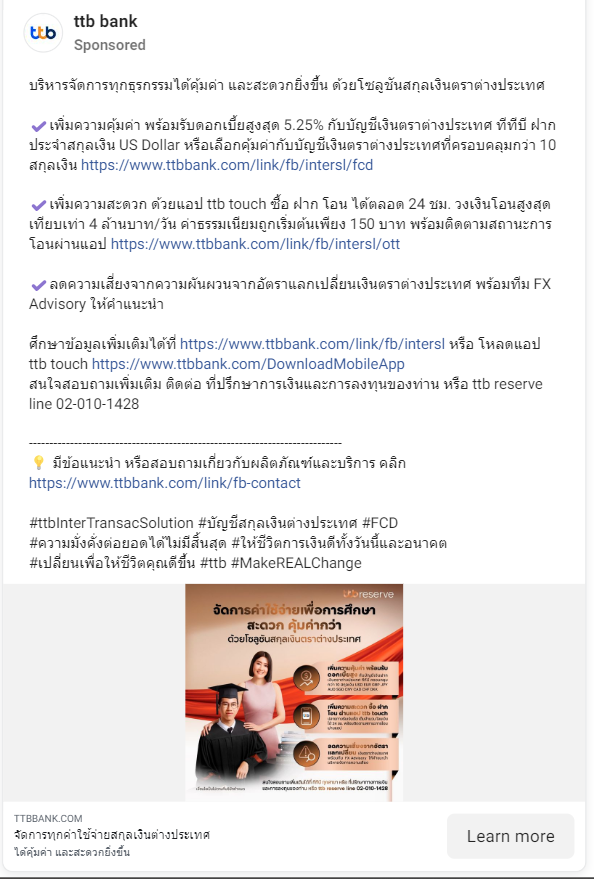 ttb
ttb bank
Sponsored
บริหารจัดการทุกธุรกรรมได้คุ้มค่า และสะดวกยิ่งขึ้น ด้วยโซลูชันสกุลเงินตราต่างประเทศ
เพิ่มความคุ้มค่า พร้อมรับดอกเบี้ยสูงสุด 5.25% กับบัญชีเงินตราต่างประเทศ ทีทีบี ฝาก
ประจำสกุลเงิน US Dollar หรือเลือกคุ้มค่ากับบัญชีเงินตราต่างประเทศที่ครอบคลุมกว่า 10
สกุลเงิน https://www.ttbbank.com/link/fb/intersl/fcd
เพิ่มความสะดวก ด้วยแอป ttb touch ซื้อ ฝาก โอน ได้ตลอด 24 ชม. วงเงินโอนสูงสุด
เทียบเท่า 4 ล้านบาท/วัน ค่าธรรมเนียมถูกเริ่มต้นเพียง 150 บาท พร้อมติดตามสถานะการ
โอนผ่านแอป https://www.ttbbank.com/link/fb/intersl/ott
ลดความเสี่ยงจากความผันผวนจากอัตราแลกเปลี่ยนเงินตราต่างประเทศ พร้อมทีม FX
Advisory ให้คำแนะนำ
ศึกษาข้อมูลเพิ่มเติมได้ที่ https://www.ttbbank.com/link/fb/intersl หรือ โหลดแอป
ttb touch https://www.ttbbank.com/DownloadMobileApp
สนใจสอบถามเพิ่มเติม ติดต่อ ที่ปรึกษาการเงินและการลงทุนของท่าน หรือ ttb reserve
line 02-010-1428
------------------------------------------------------------------------------
มีข้อแนะนำ หรือสอบถามเกี่ยวกับผลิตภัณฑ์และบริการ คลิก
https://www.ttbbank.com/link/fb-contact
#ttbInterTransacSolution #บัญชีสกุลเงินต่างประเทศ #FCD
#ความมั่งคั่งต่อยอดได้ไม่มีสิ้นสุด #ให้ชีวิตการเงินดีทั้งวันนี้และอนาคต
#เปลี่ยนเพื่อให้ชีวิตคุณดีขึ้น #ttb #MakeREALChange
ttb reserve
จัดการค่าใช้จ่ายเพื่อการศึกษา
สะดวก คุ้มค่ากว่า
ด้วยโซลูชันสกุลเงินตราต่างประเทศ
เพิ่มความคุ้มค่า พร้อมรับ
ดอกเบี้ยสูง
เพิ่มความสะดวก ซื้อ ฝาก
โอน ผ่านแอป ttb touch
ลดความเสี่ยงจากอัตรา
แลกเปลี่ยน
ttb reserve line 02-010-1428
TTBBANK.COM
จัดการทุกค่าใช้จ่ายสกุลเงินต่างประเทศ
ได้คุ้มค่า และสะดวกยิ่งขึ้น
Learn more